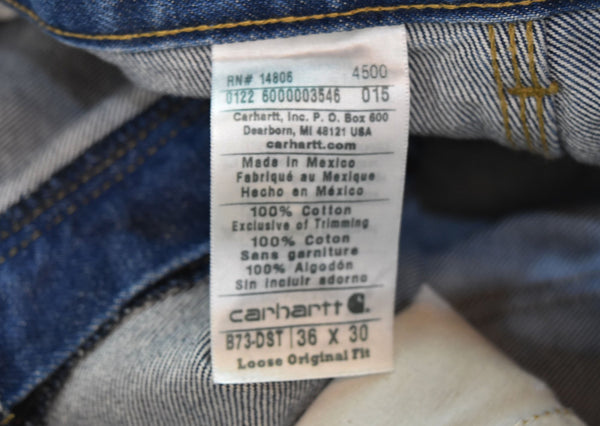 RN# 14806 4500
0122 6000003546 015
Carhartt, Inc. P. O. Box 600
Dearborn, MI 48121 USA
carhartt.com
Made in Mexico
Fabriqué au Mexique
Hecho en México
100% Cotton
Exclusive of Trimming
100% Coton
Sans garniture
100% Algodón
Sin incluir adorno
carhartt
B73-DST 36 X 30
Loose Original Fit